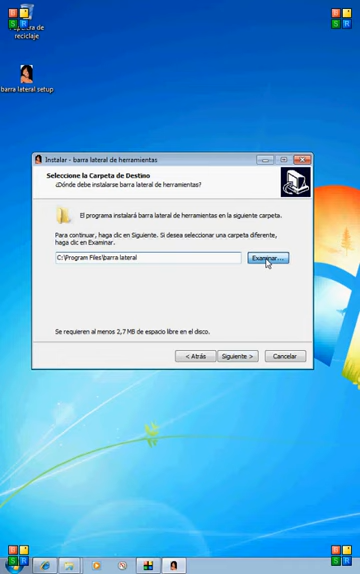 reciclaje
barra lateral setup
Instalar - barra lateral de herramientas
Seleccione la Carpeta de Destino
¿Dónde debe instalarse barra lateral de herramientas?
El programa instalará barra lateral de herramientas en la siguiente carpeta.
Para continuar, haga clic en Siguiente. Si desea seleccionar una carpeta diferente,
haga clic en Examinar.
C:\Program Files\barra lateral
Examinar...
Se requieren al menos 2,7 MB de espacio libre en el disco.
< Atrás
Siguiente >
Cancelar